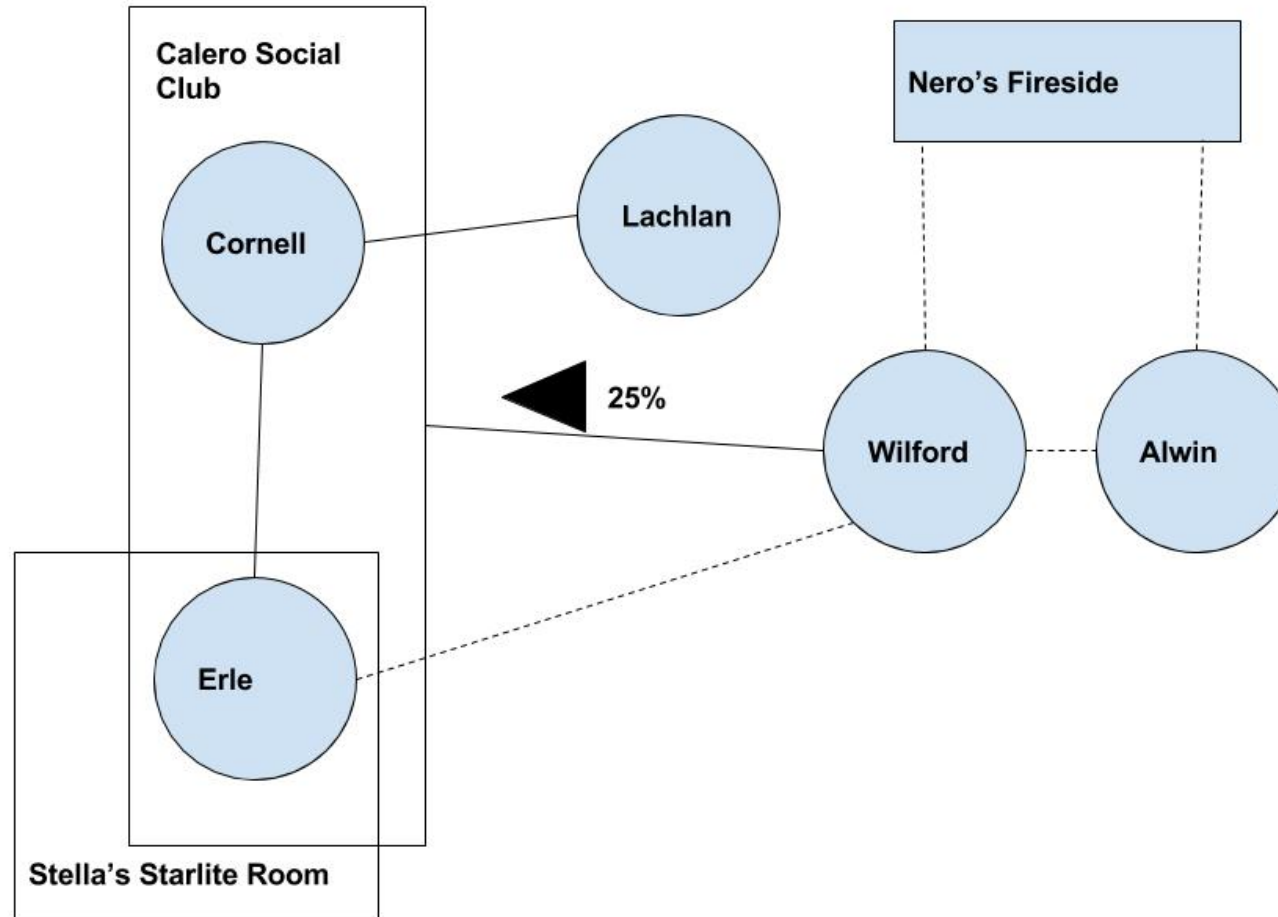 Calero Social
Club
Nero’s Fireside
Cornell
Lachlan
25%
Wilford
Alwin
Erle
Stella’s Starlite Room